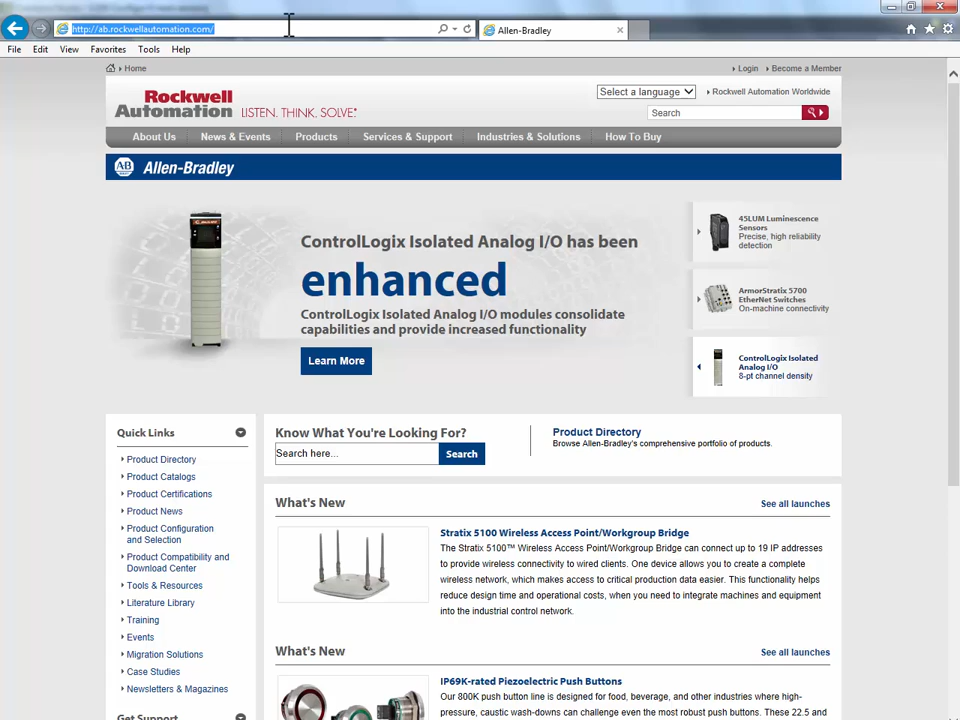 http://ab.rockwellautomation.com/
Allen-Bradley
File Edit View Favorites Tools Help
Home
Login Become a Member
Rockwell
Automation LISTEN. THINK. SOLVE.®
Select a language
Rockwell Automation Worldwide
Search
About Us News & Events Products Services & Support Industries & Solutions How To Buy
AB Allen-Bradley
ControlLogix Isolated Analog I/O has been
enhanced
ControlLogix Isolated Analog I/O modules consolidate
capabilities and provide increased functionality
Learn More
45LUM Luminescence
Sensors
Precise, high reliability
detection
ArmorStratix 5700
EtherNet Switches
On-machine connectivity
ControlLogix Isolated
Analog I/O
8-pt channel density
Quick Links
Product Directory
Product Catalogs
Product Certifications
Product News
Product Configuration
and Selection
Product Compatibility and
Download Center
Tools & Resources
Literature Library
Training
Events
Migration Solutions
Case Studies
Newsletters & Magazines
Get Support
Know What You're Looking For?
Search here...
Search
Product Directory
Browse Allen-Bradley's comprehensive portfolio of products.
What's New
See all launches
Stratix 5100 Wireless Access Point/Workgroup Bridge
The Stratix 5100™ Wireless Access Point/Workgroup Bridge can connect up to 19 IP addresses
to provide wireless connectivity to wired clients. One device allows you to create a complete
wireless network, which makes access to critical production data easier. This functionality helps
reduce design time and operational costs, when you need to integrate machines and equipment
into the industrial control network.
What's New
See all launches
IP69K-rated Piezoelectric Push Buttons
Our 800K push button line is designed for food, beverage, and other industries where high-
pressure, caustic wash-downs can challenge even the most robust push buttons. These 22.5 and